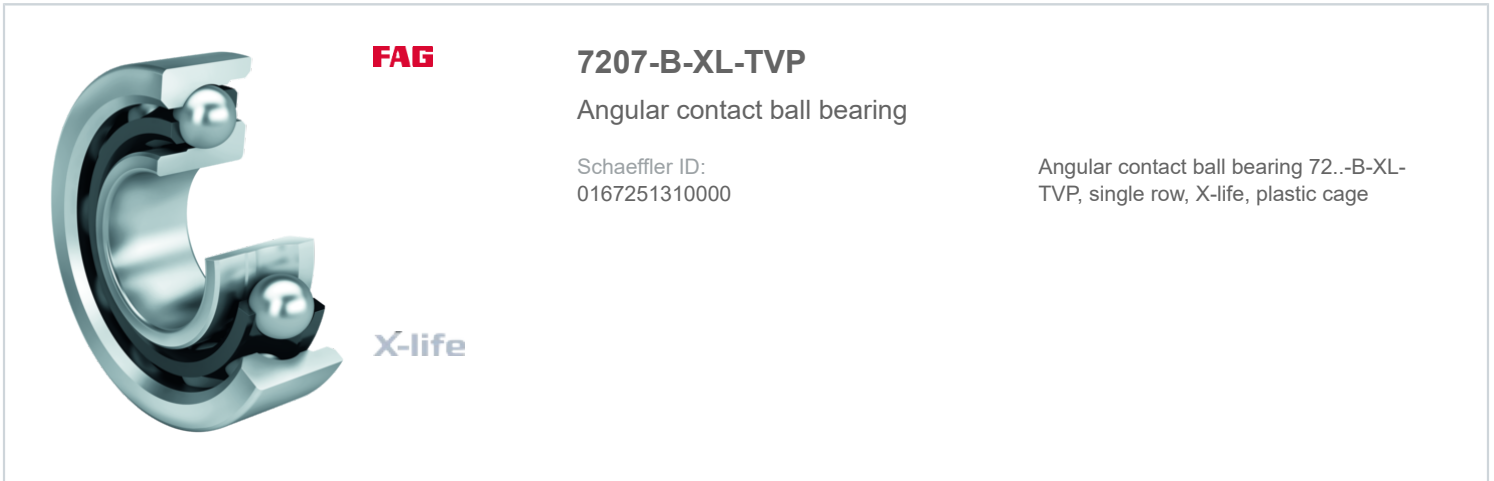 FAG
7207-B-XL-TVP
Angular contact ball bearing
Schaeffler ID:
0167251310000
Angular contact ball bearing 72..-B-XL-
TVP, single row, X-life, plastic cage
X-life